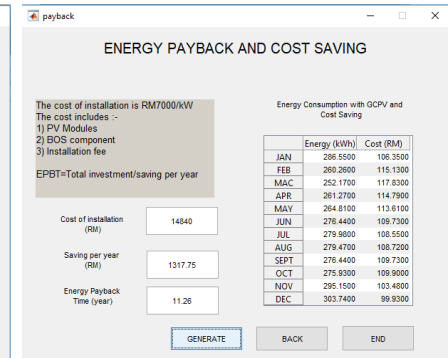 payback
ENERGY PAYBACK AND COST SAVING
The cost of installation is RM7000/kW
The cost includes :-
1) PV Modules
2) BOS component
3) Installation fee
EPBT=Total investment/saving per year
Cost of installation
(RM)
14840
Saving per year
(RM)
1317.75
Energy Payback
Time (year)
11.26
Energy Consumption with GCPV and
Cost Saving
Energy (kWh) Cost (RM)
JAN 286.5500 106.3500
FEB 260.2600 115.1300
MAC 252.1700 117.8300
APR 261.2700 114.7900
MAY 264.8100 113.6100
JUN 276.4400 109.7300
JUL 279.9800 108.5500
AUG 279.4700 108.7200
SEPT 276.4400 109.7300
OCT 275.9300 109.9000
NOV 295.1500 103.4800
DEC 303.7400 99.9300
GENERATE
BACK
END